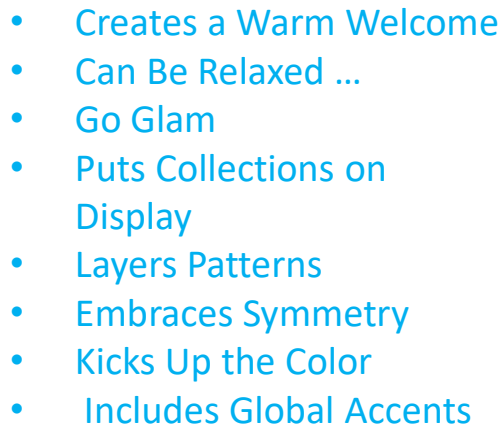 • Creates a Warm Welcome
• Can Be Relaxed …
• Go Glam
• Puts Collections on
Display
• Layers Patterns
• Embraces Symmetry
• Kicks Up the Color
• Includes Global Accents